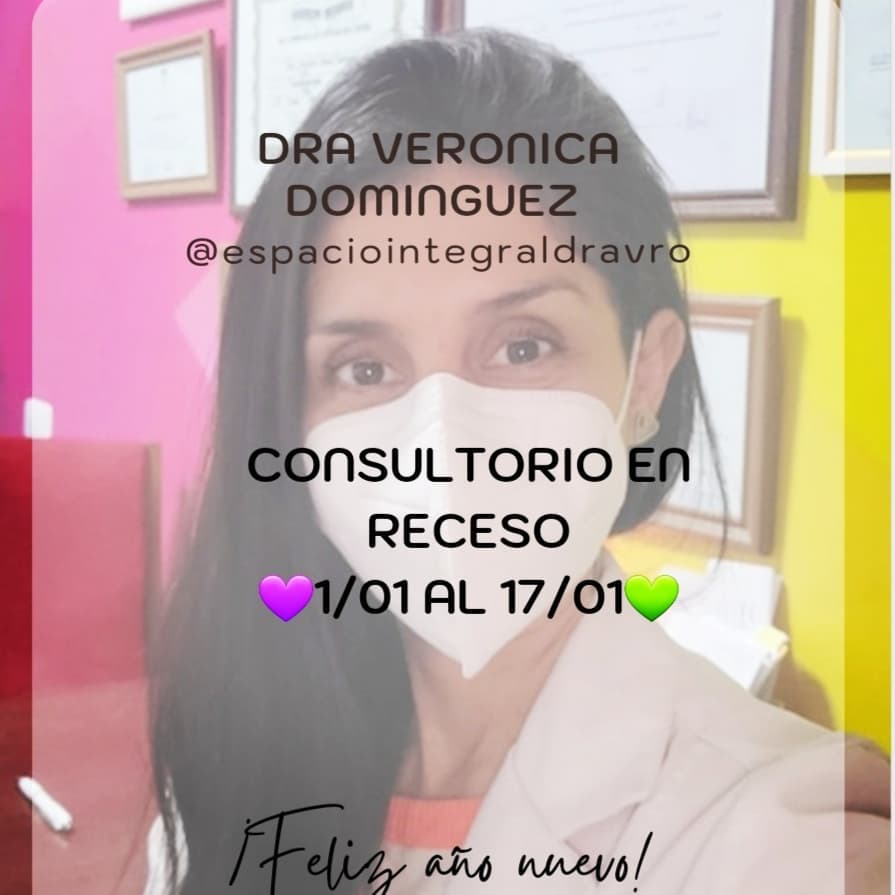 DRA VERONICA
DOMINGUEZ
@espaciointegraldravro
CONSULTORIO EN
RECESO
💜1/01 AL 17/01💚
¡Feliz año nuevo!